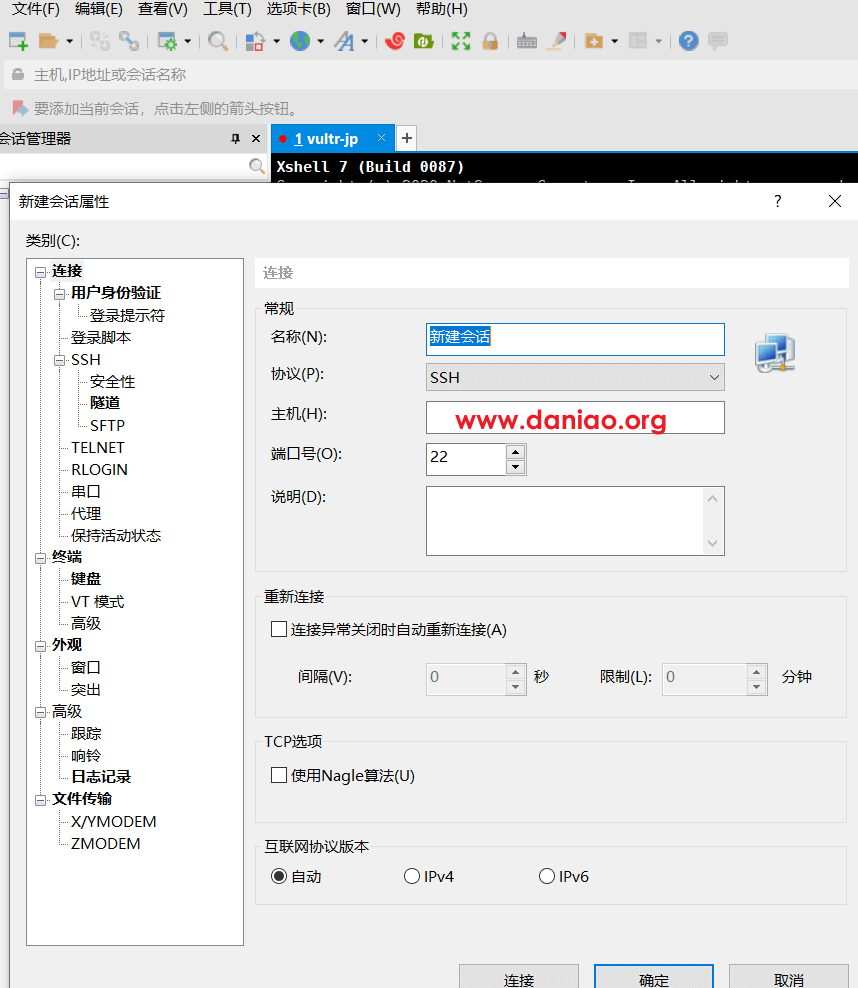 文件(F) 编辑(E) 查看(V) 工具(T) 选项卡(B) 窗口(W) 帮助(H)
主机,IP地址或会话名称
要添加当前会话，点击左侧的箭头按钮。
会话管理器
1 vultr-jp
Xshell 7 (Build 0087)
新建会话属性
类别(C):
连接
用户身份验证
登录提示符
登录脚本
SSH
安全性
隧道
SFTP
TELNET
RLOGIN
串口
代理
保持活动状态
终端
键盘
VT 模式
高级
外观
窗口
突出
高级
跟踪
响铃
日志记录
文件传输
X/YMODEM
ZMODEM
连接
常规
名称(N): 新建会话
协议(P): SSH
主机(H): www.daniao.org
端口号(O): 22
说明(D):
重新连接
连接异常关闭时自动重新连接(A)
间隔(V): 0 秒 限制(L): 0 分钟
TCP选项
使用Nagle算法(U)
互联网协议版本
自动 IPv4 IPv6
连接 确定 取消